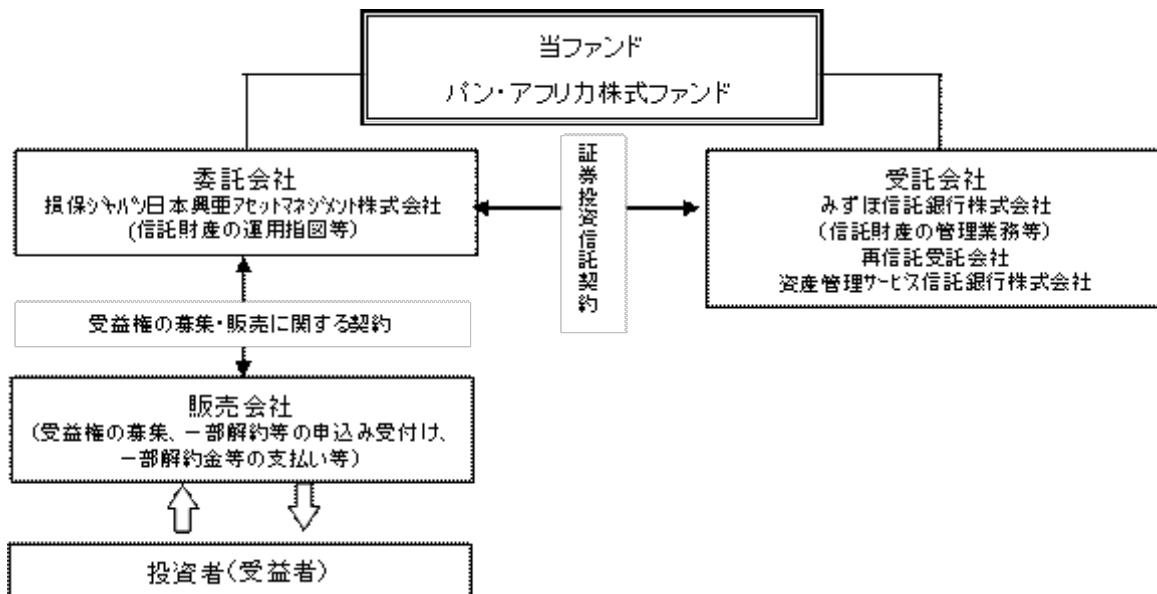 当ファンド
パン・アフリカ株式ファンド
委託会社
損保ジャパン日本興亜アセットマネジメント株式会社
(信託財産の運用指図等)
証券投資信託契約
受託会社
みずほ信託銀行株式会社
(信託財産の管理業務等)
再信託受託会社
資産管理サービス信託銀行株式会社
受益権の募集・販売に関する契約
販売会社
(受益権の募集、一部解約等の申込み受付け、
一部解約金等の支払い等)
投資者(受益者)